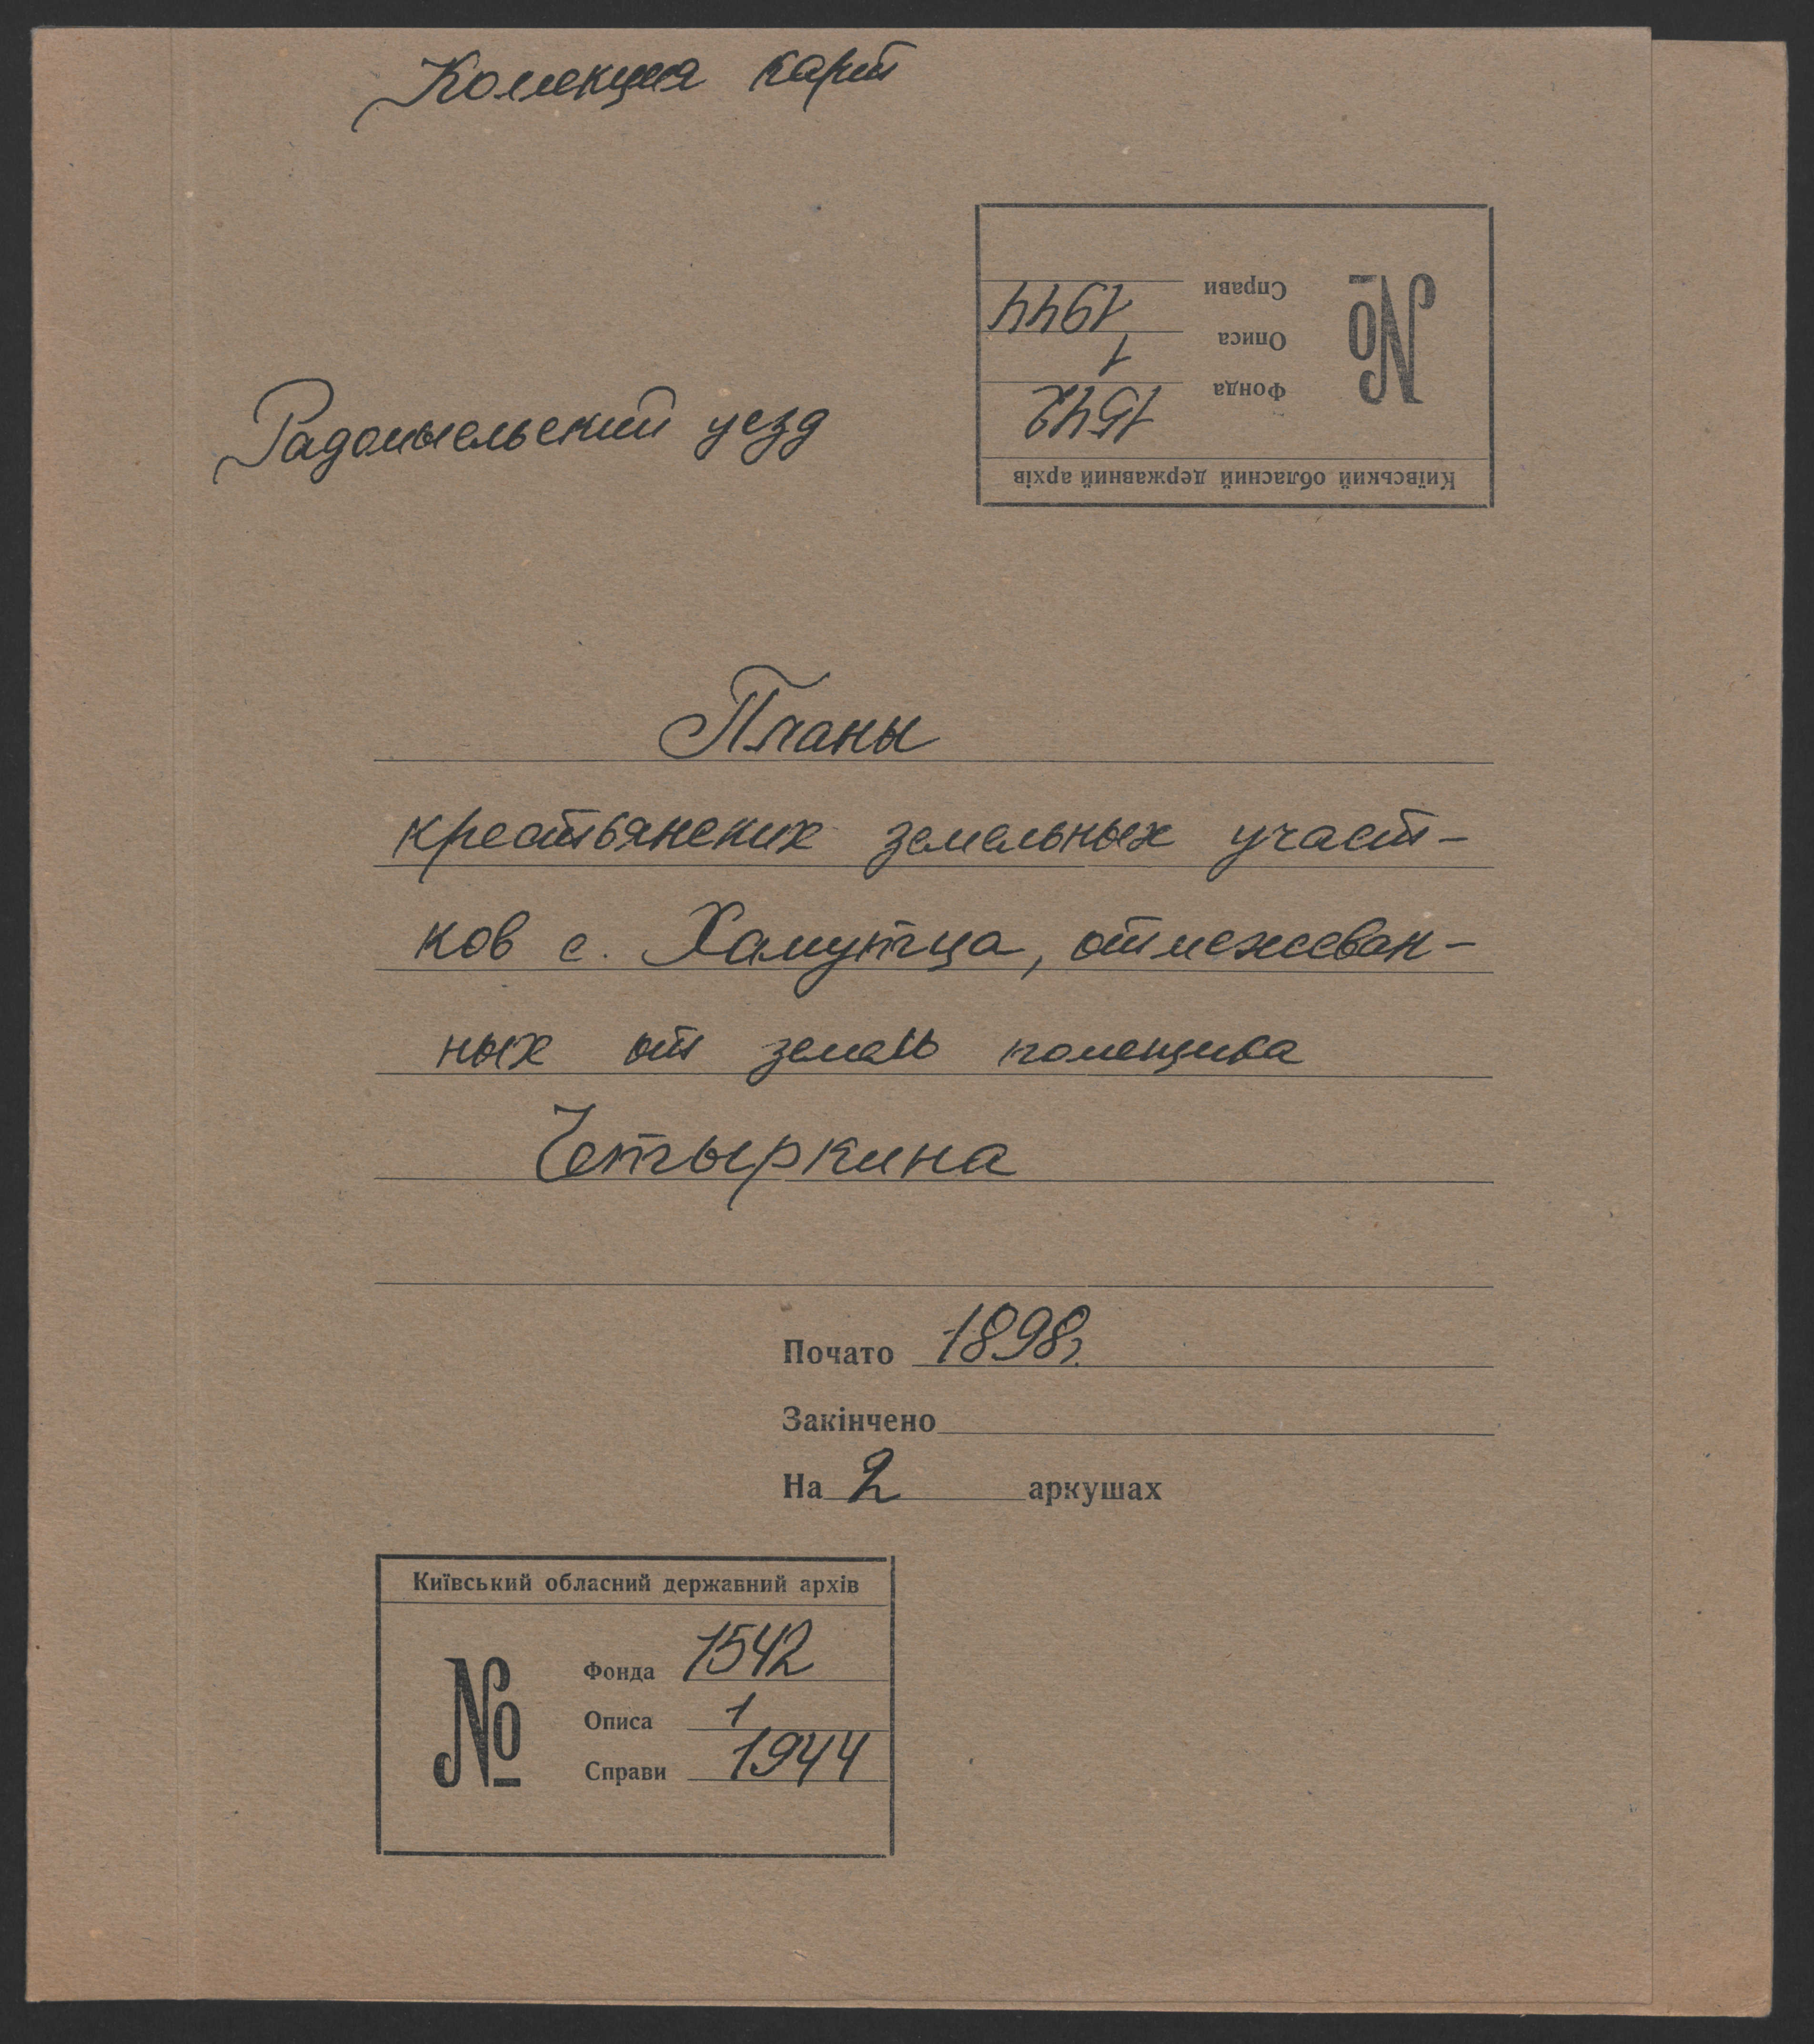 Коллекция карт
Київський обласний державний архів
№
Фонда 1542
Описа 1
Справи 1944
Радомысльский уезд
Планы
крестьянских земельных участ-
ков с. Хамутца, отмежеван-
ных от земель помещика
Четыркина
Почато 1898г.
Закінчено
На 2 аркушах
Київський обласний державний архів
№
Фонда 1542
Описа 1
Справи 1944